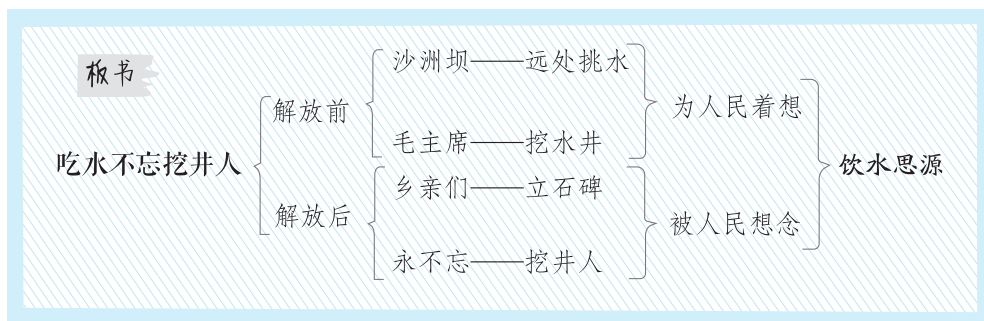 板书
吃水不忘挖井人
解放前
沙洲坝——远处挑水
毛主席——挖水井
为人民着想
解放后
乡亲们——立石碑
永不忘——挖井人
被人民想念
饮水思源